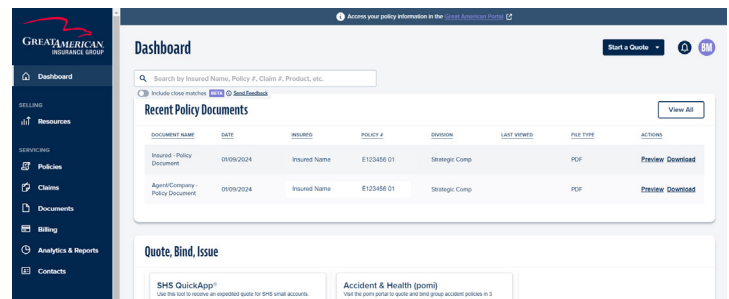 Access your policy information in the Great American Portal
GREATAMERICAN.
INSURANCE GROUP
Dashboard
Start a Quote
BM
Dashboard
Search by Insured Name, Policy #, Claim #, Product, etc.
Include close matches BETA Send Feedback
SELLING
Resources
Recent Policy Documents
View All
DOCUMENT NAME DATE INSURED POLICY # DIVISION LAST VIEWED FILE TYPE ACTIONS
Insured - Policy
Document
01/09/2024 Insured Name E123456 01 Strategic Comp PDF Preview Download
Agent/Company -
Policy Document
01/09/2024 Insured Name E123456 01 Strategic Comp PDF Preview Download
SERVICING
Policies
Claims
Documents
Billing
Analytics & Reports
Contacts
Quote, Bind, Issue
SHS QuickApp®
Use this tool to receive an expedited quote for SHS small accounts.
Accident & Health (pomi)
Visit the pomi portal to quote and bind group accident policies in 3